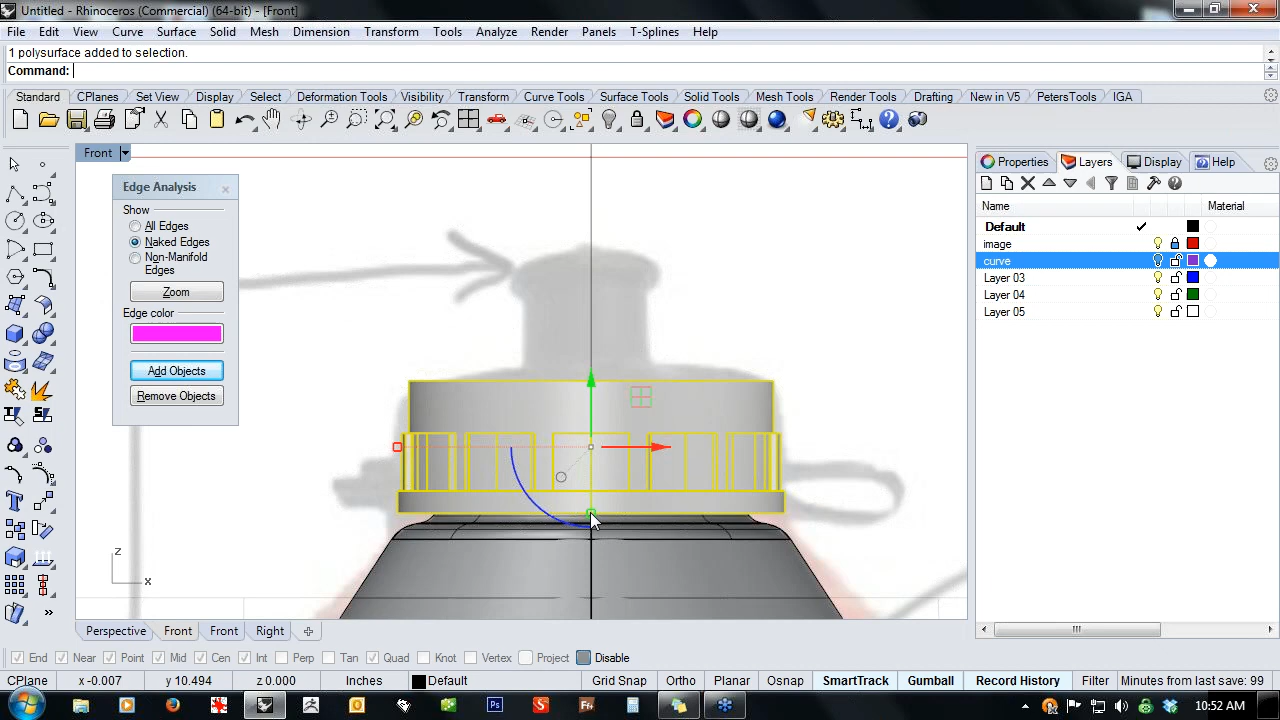 Untitled - Rhinoceros (Commercial) (64-bit) - [Front]
File Edit View Curve Surface Solid Mesh Dimension Transform Tools Analyze Render Panels T-Splines Help
1 polysurface added to selection.
Command:
Standard CPlanes Set View Display Select Deformation Tools Visibility Transform Curve Tools Surface Tools Solid Tools Mesh Tools Render Tools Drafting New in V5 PetersTools IGA
Front
Properties Layers Display Help
Edge Analysis
Show
All Edges
Naked Edges
Non-Manifold
Edges
Zoom
Edge color
Add Objects
Remove Objects
Name Material
Default
image
curve
Layer 03
Layer 04
Layer 05
z
x
Perspective Front Front Right
End Near Point Mid Cen Int Perp Tan Quad Knot Vertex Project Disable
CPlane x -0.007 y 10.494 z 0.000 Inches Default Grid Snap Ortho Planar Osnap SmartTrack Gumball Record History Filter Minutes from last save: 99
10:52 AM